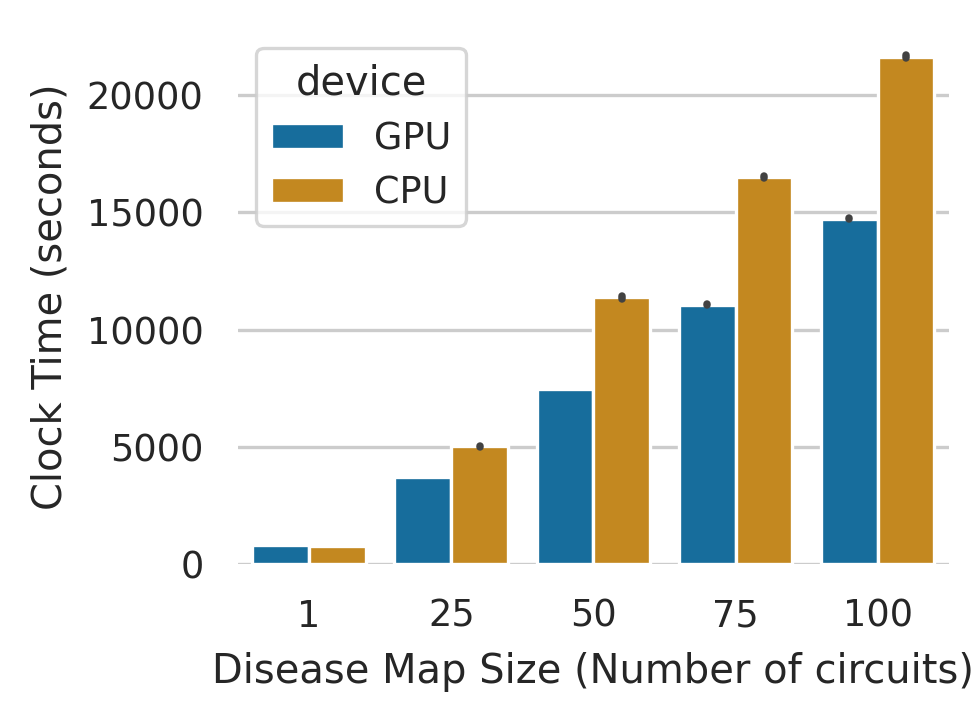 device
GPU
CPU
Clock Time (seconds)
20000
15000
10000
5000
0
1 25 50 75 100
Disease Map Size (Number of circuits)